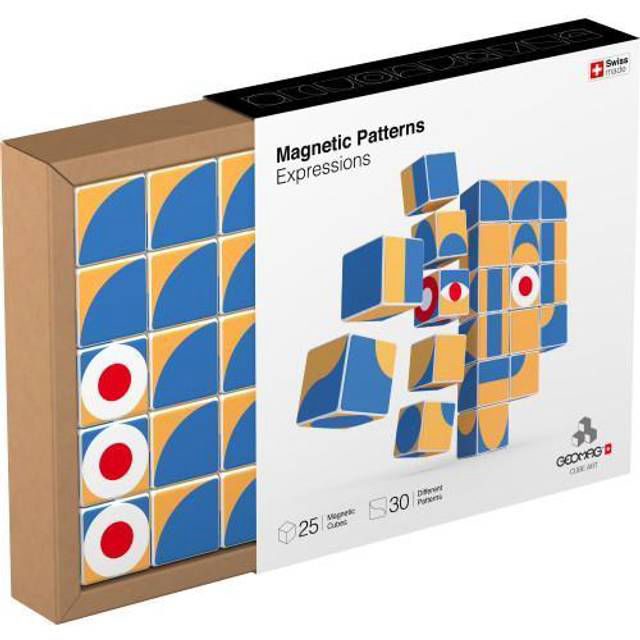 Swiss
made
Magnetic Patterns
Expressions
GEOMAG
CUBE ART
25 Magnetic
Cubes
30 Different
Patterns